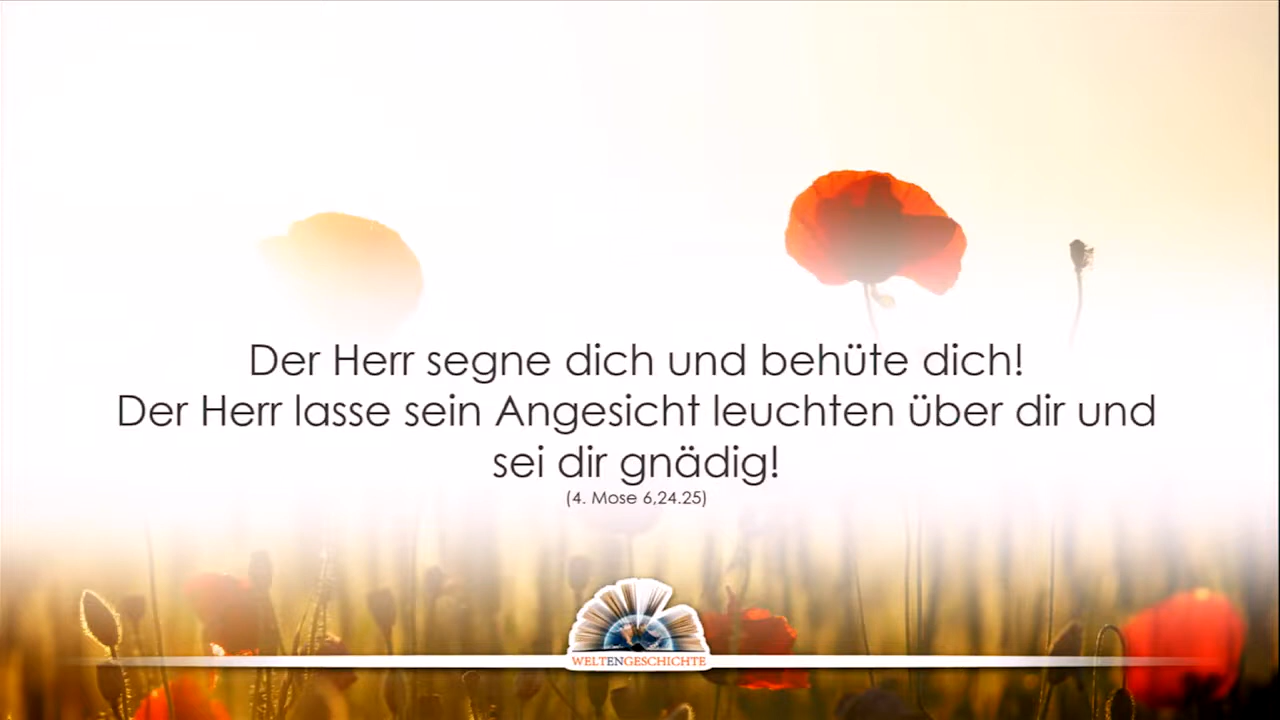 Der Herr segne dich und behüte dich!
Der Herr lasse sein Angesicht leuchten über dir und
sei dir gnädig!
(4. Mose 6,24.25)
WELTENGESCHICHTE